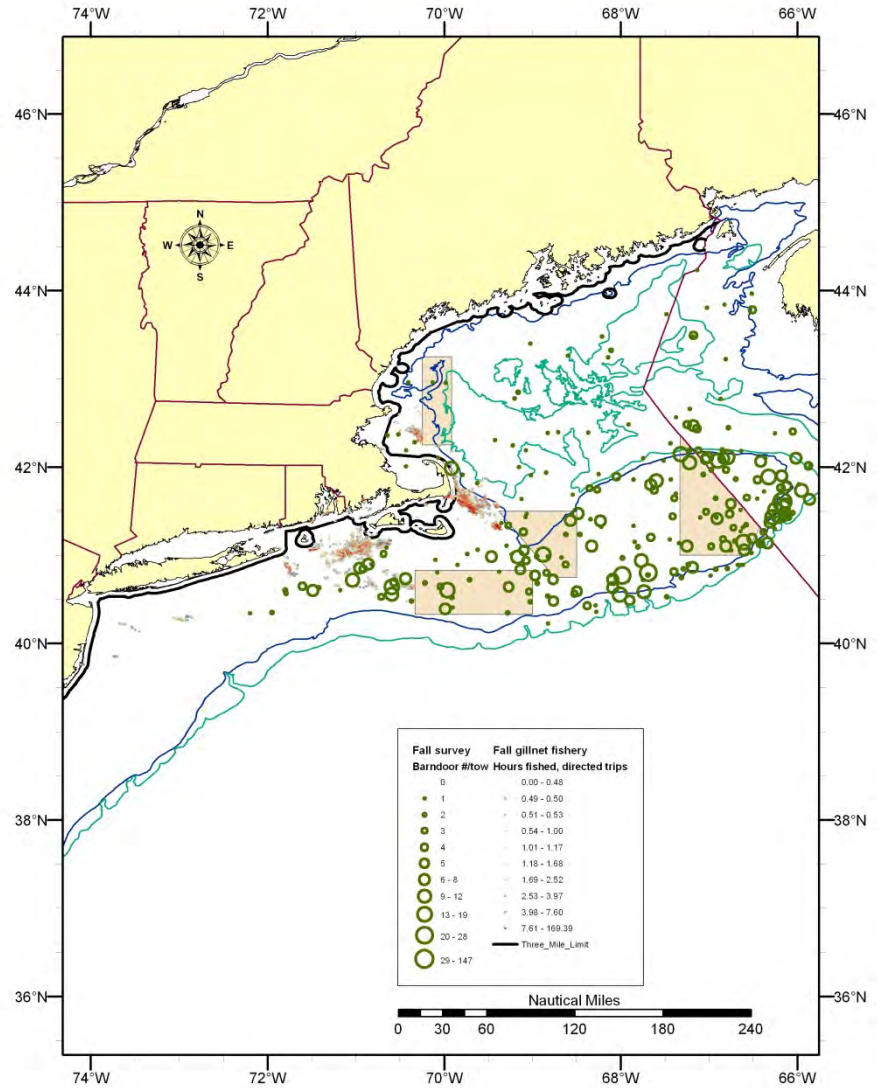 74°W 72°W 70°W 68°W 66°W
46°N 46°N
N
W E
S
44°N 44°N
42°N 42°N
40°N 40°N
38°N 38°N
36°N 36°N
Fall survey Fall gillnet fishery
Barndoor #/tow Hours fished, directed trips
0 0.00 - 0.48
1 0.49 - 0.50
2 0.51 - 0.53
3 0.54 - 1.00
4 1.01 - 1.17
5 1.18 - 1.68
6 - 8 1.69 - 2.52
9 - 12 2.53 - 3.97
13 - 19 3.98 - 7.60
20 - 28 7.61 - 169.39
29 - 147 Three_Mile_Limit
Nautical Miles
0 30 60 120 180 240
74°W 72°W 70°W 68°W 66°W